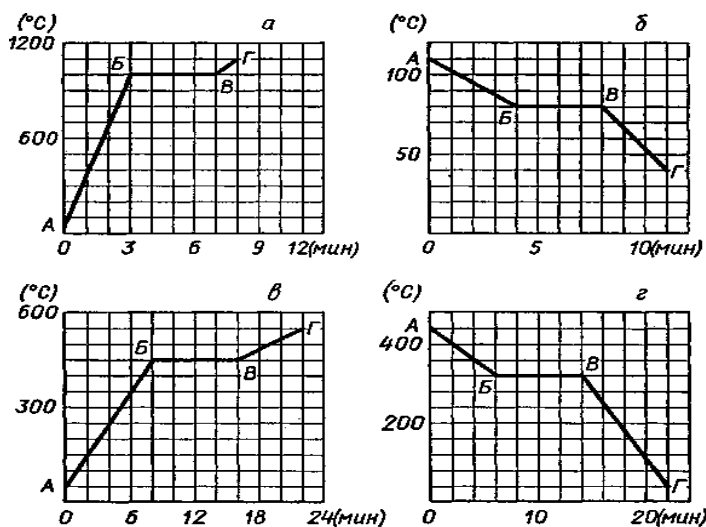 (°C) а
1200
Б Г
В
600
А
0 3 6 9 12(мин)
(°C) б
А
100
Б В
50
Г
0 5 10(мин)
(°C) в
600
Б Г
В
300
А
0 6 12 18 24(мин)
(°C) г
А
400
Б В
200
Г
0 10 20(мин)